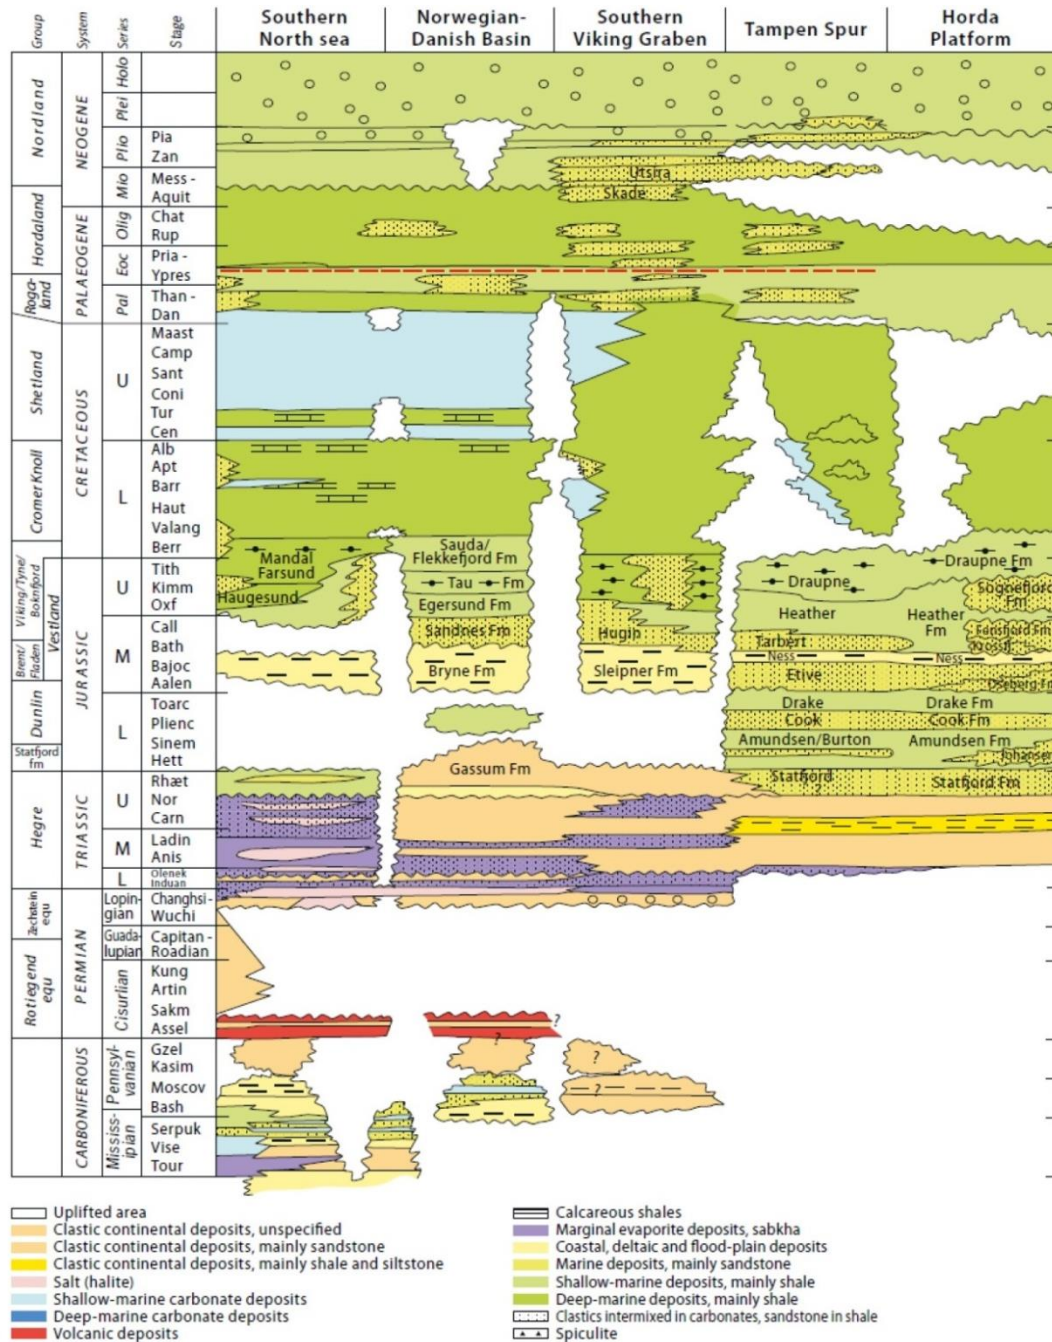 Group
System
Series
Stage
Southern
North sea
Norwegian-
Danish Basin
Southern
Viking Graben
Tampen Spur
Horda
Platform
Nordland
Hordaland
Roga-
land
Shetland
Cromer Knoll
Viking/Tyne/
Boknfjord
Vestland
Brent/
Fladen
Dunlin
Statfjord
fm
Hegre
Zechstein
equ
Rotliegend
equ
NEOGENE
PALAEOGENE
CRETACEOUS
JURASSIC
TRIASSIC
PERMIAN
CARBONIFEROUS
Holo
Plei
Plio
Mio
Olig
Eoc
Pal
U
L
U
M
L
U
M
L
Lopin-
gian
Guada-
lupian
Cisurlian
Pennsyl-
vanian
Mississ-
ipian
Pia
Zan
Mess -
Aquit
Chat
Rup
Pria -
Ypres
Than -
Dan
Maast
Camp
Sant
Coni
Tur
Cen
Alb
Apt
Barr
Haut
Valang
Berr
Tith
Kimm
Oxf
Call
Bath
Bajoc
Aalen
Toarc
Plienc
Sinem
Hett
Rhæt
Nor
Carn
Ladin
Anis
Olenek
Induan
Changhsi-
Wuchi
Capitan -
Roadian
Kung
Artin
Sakm
Assel
Gzel
Kasim
Moscov
Bash
Serpuk
Vise
Tour
Utsira
Skade
Mandal
Farsund
Haugesund
Sauda/
Flekkefjord Fm
Tau Fm
Egersund Fm
Sandnes Fm
Bryne Fm
Gassum Fm
Hugin
Sleipner Fm
Draupne
Heather
Tarbert
Ness
Etive
Drake
Cook
Amundsen/Burton
Statfjord
Draupne Fm
Sognefjord
Fm
Heather
Fm
Fensfjord Fm
Krossfj.
Ness
Oseberg Fm
Drake Fm
Cook Fm
Amundsen Fm
Johansen
Statfjord Fm
?
?
?
?
Uplifted area
Clastic continental deposits, unspecified
Clastic continental deposits, mainly sandstone
Clastic continental deposits, mainly shale and siltstone
Salt (halite)
Shallow-marine carbonate deposits
Deep-marine carbonate deposits
Volcanic deposits
Calcareous shales
Marginal evaporite deposits, sabkha
Coastal, deltaic and flood-plain deposits
Marine deposits, mainly sandstone
Shallow-marine deposits, mainly shale
Deep-marine deposits, mainly shale
Clastics intermixed in carbonates, sandstone in shale
Spiculite